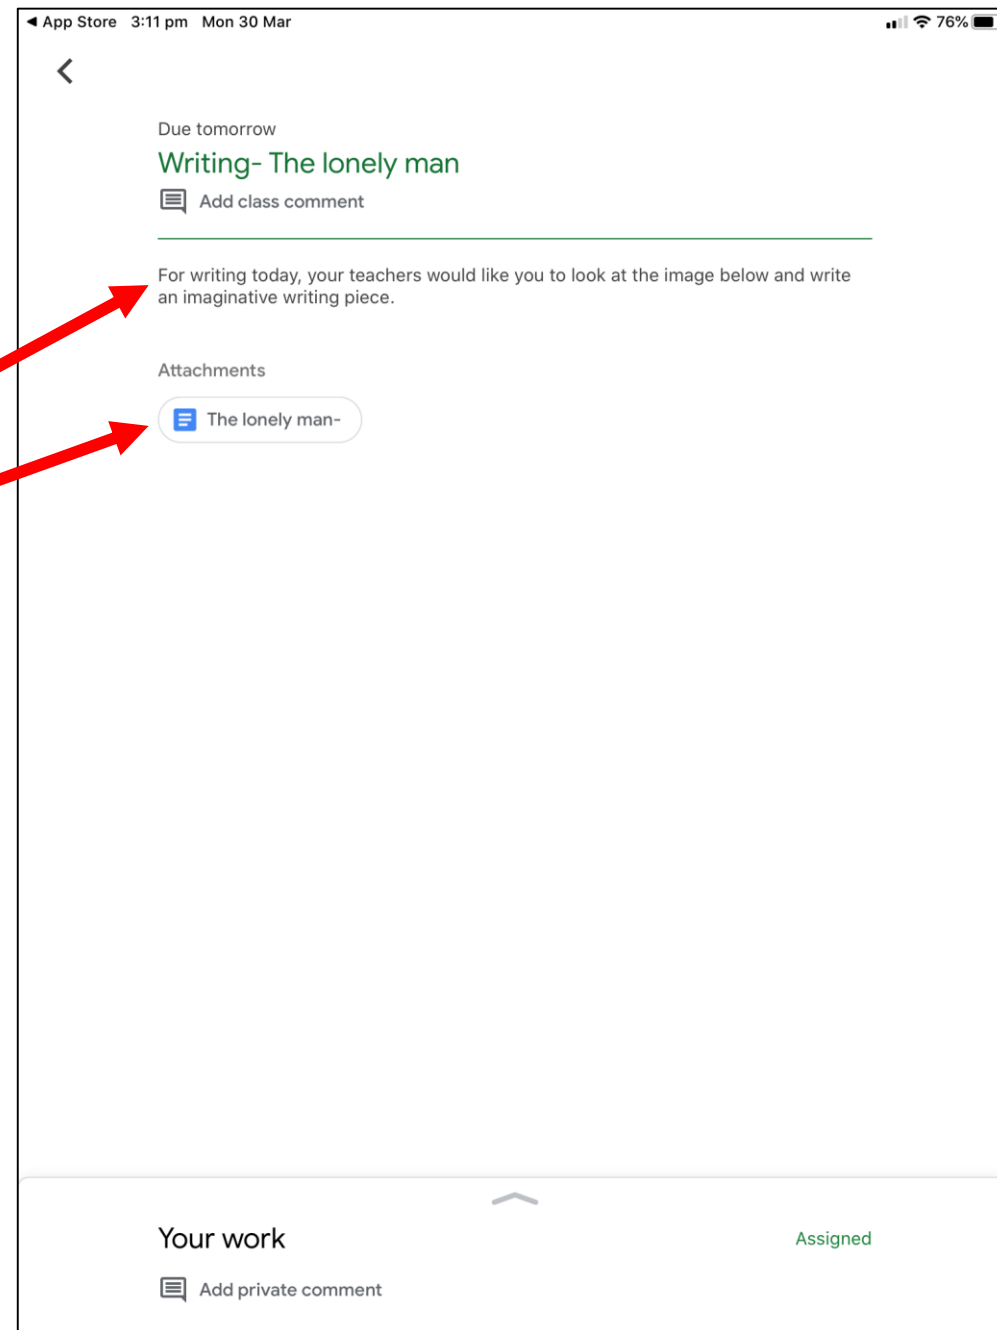 ◀ App Store 3:11 pm Mon 30 Mar 76%
Due tomorrow
Writing- The lonely man
Add class comment
For writing today, your teachers would like you to look at the image below and write
an imaginative writing piece.
Attachments
The lonely man-
Your work Assigned
Add private comment